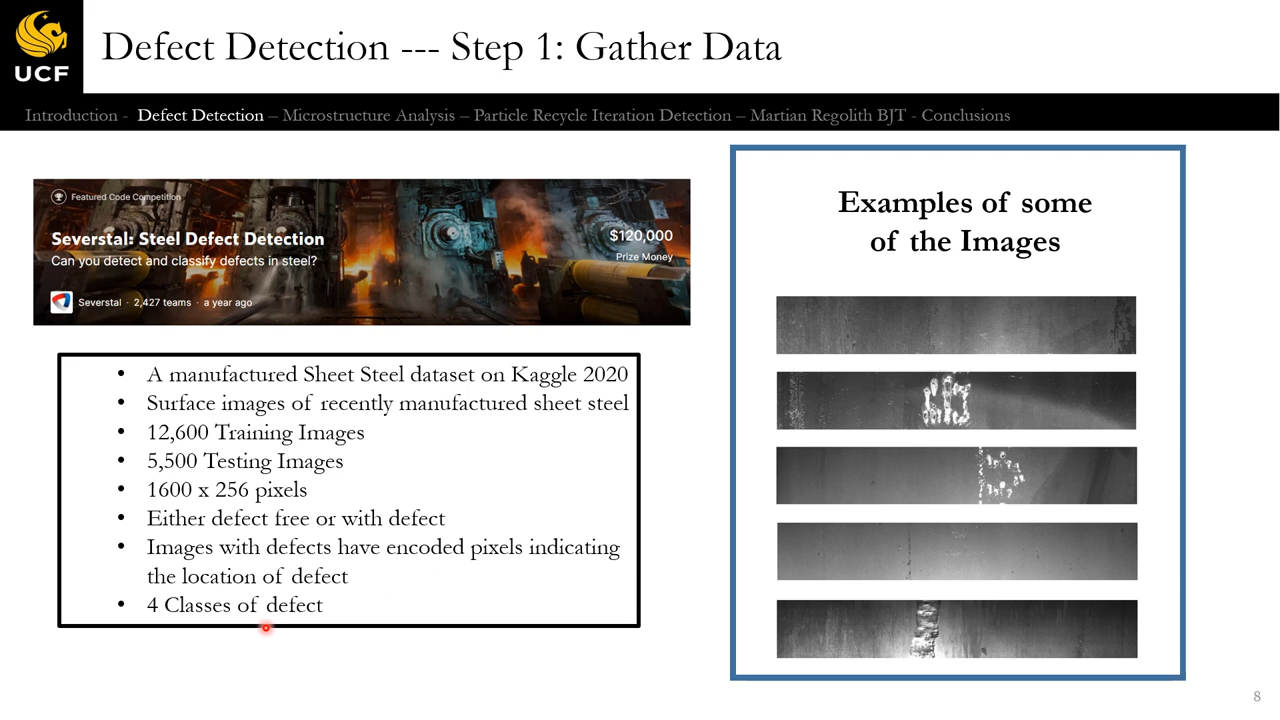 UCF
Defect Detection --- Step 1: Gather Data
Introduction - Defect Detection – Microstructure Analysis – Particle Recycle Iteration Detection – Martian Regolith BJT - Conclusions
Featured Code Competition
Severstal: Steel Defect Detection
Can you detect and classify defects in steel?
$120,000
Prize Money
Severstal · 2,427 teams · a year ago
• A manufactured Sheet Steel dataset on Kaggle 2020
• Surface images of recently manufactured sheet steel
• 12,600 Training Images
• 5,500 Testing Images
• 1600 x 256 pixels
• Either defect free or with defect
• Images with defects have encoded pixels indicating
the location of defect
• 4 Classes of defect
Examples of some
of the Images
8